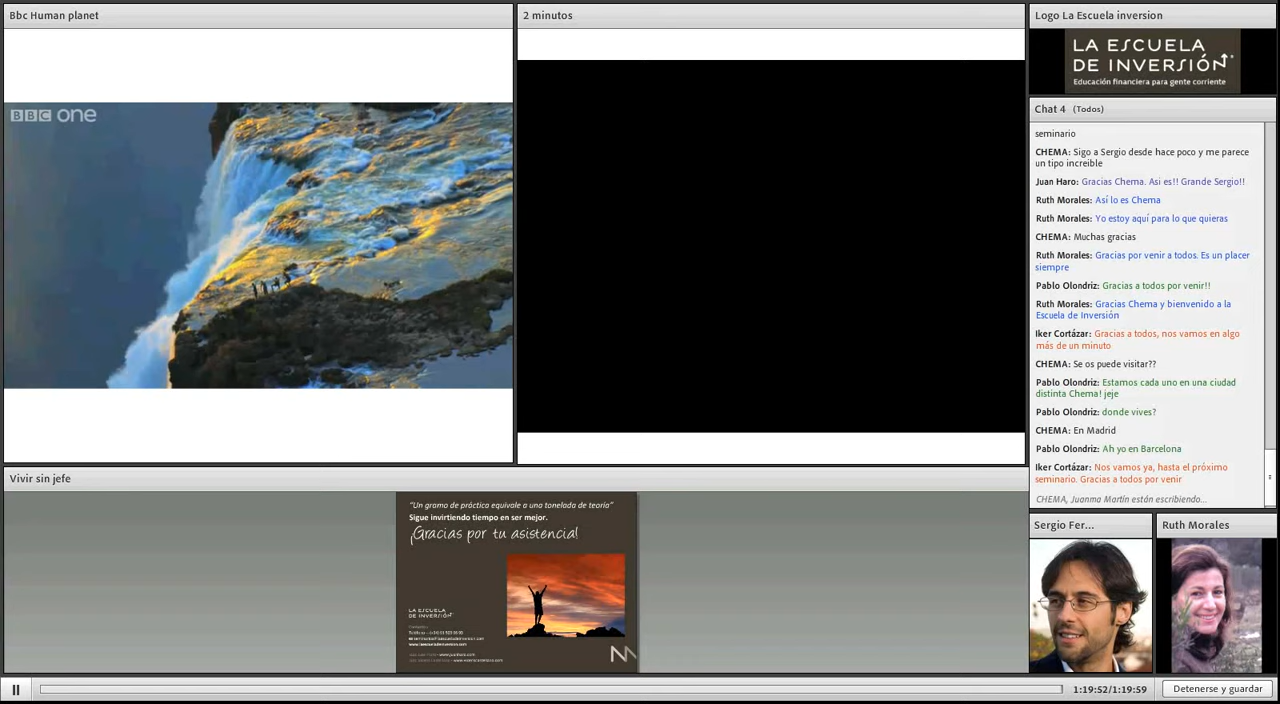 Bbc Human planet
BBC one
2 minutos
Logo La Escuela inversion
LA ESCUELA
DE INVERSIÓN
Educación financiera para gente corriente
Chat 4 (Todos)
seminario
CHEMA: Sigo a Sergio desde hace poco y me parece
un tipo increible
Juan Haro: Gracias Chema. Asi es!! Grande Sergio!!
Ruth Morales: Así lo es Chema
Ruth Morales: Yo estoy aquí para lo que quieras
CHEMA: Muchas gracias
Ruth Morales: Gracias por venir a todos. Es un placer
siempre
Pablo Olondriz: Gracias a todos por venir!!
Ruth Morales: Gracias Chema y bienvenido a la
Escuela de Inversión
Iker Cortázar: Gracias a todos, nos vamos en algo
más de un minuto
CHEMA: Se os puede visitar??
Pablo Olondriz: Estamos cada uno en una ciudad
distinta Chema! jeje
Pablo Olondriz: donde vives?
CHEMA: En Madrid
Pablo Olondriz: Ah yo en Barcelona
Iker Cortázar: Nos vamos ya, hasta el próximo
seminario. Gracias a todos por venir
CHEMA, Juanma Martín están escribiendo...
Vivir sin jefe
"Un gramo de práctica equivale a una tonelada de teoría"
Sigue invirtiendo tiempo en ser mejor.
¡Gracias por tu asistencia!
LA ESCUELA
DE INVERSIÓN
Sergio Fer...
Ruth Morales
1:19:52/1:19:59
Detenerse y guardar